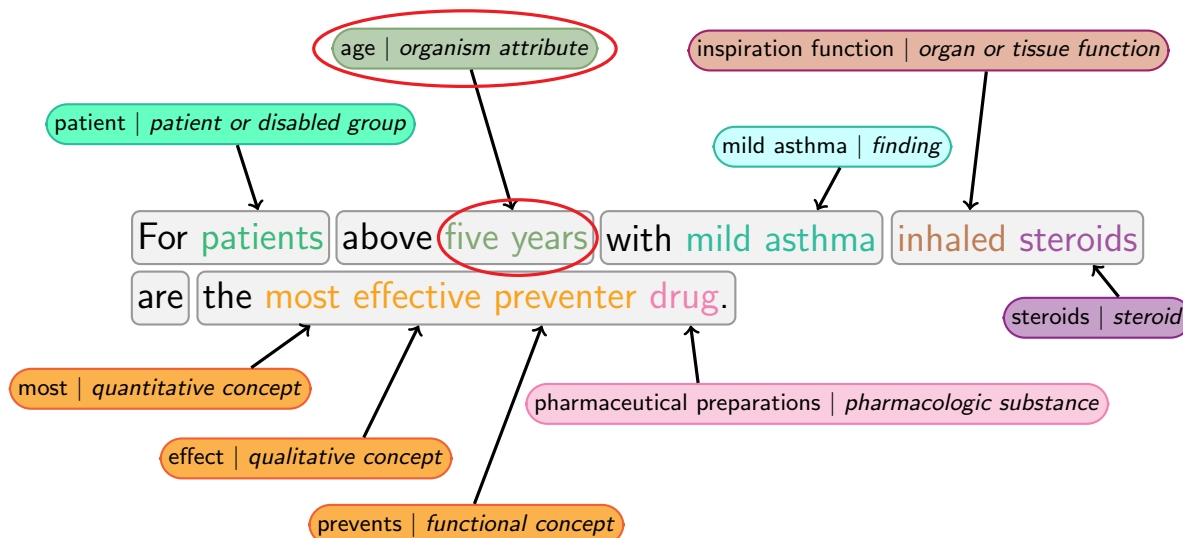 age | organism attribute
inspiration function | organ or tissue function
patient | patient or disabled group
mild asthma | finding
For patients above five years with mild asthma inhaled steroids
are the most effective preventer drug.
steroids | steroid
most | quantitative concept
pharmaceutical preparations | pharmacologic substance
effect | qualitative concept
prevents | functional concept